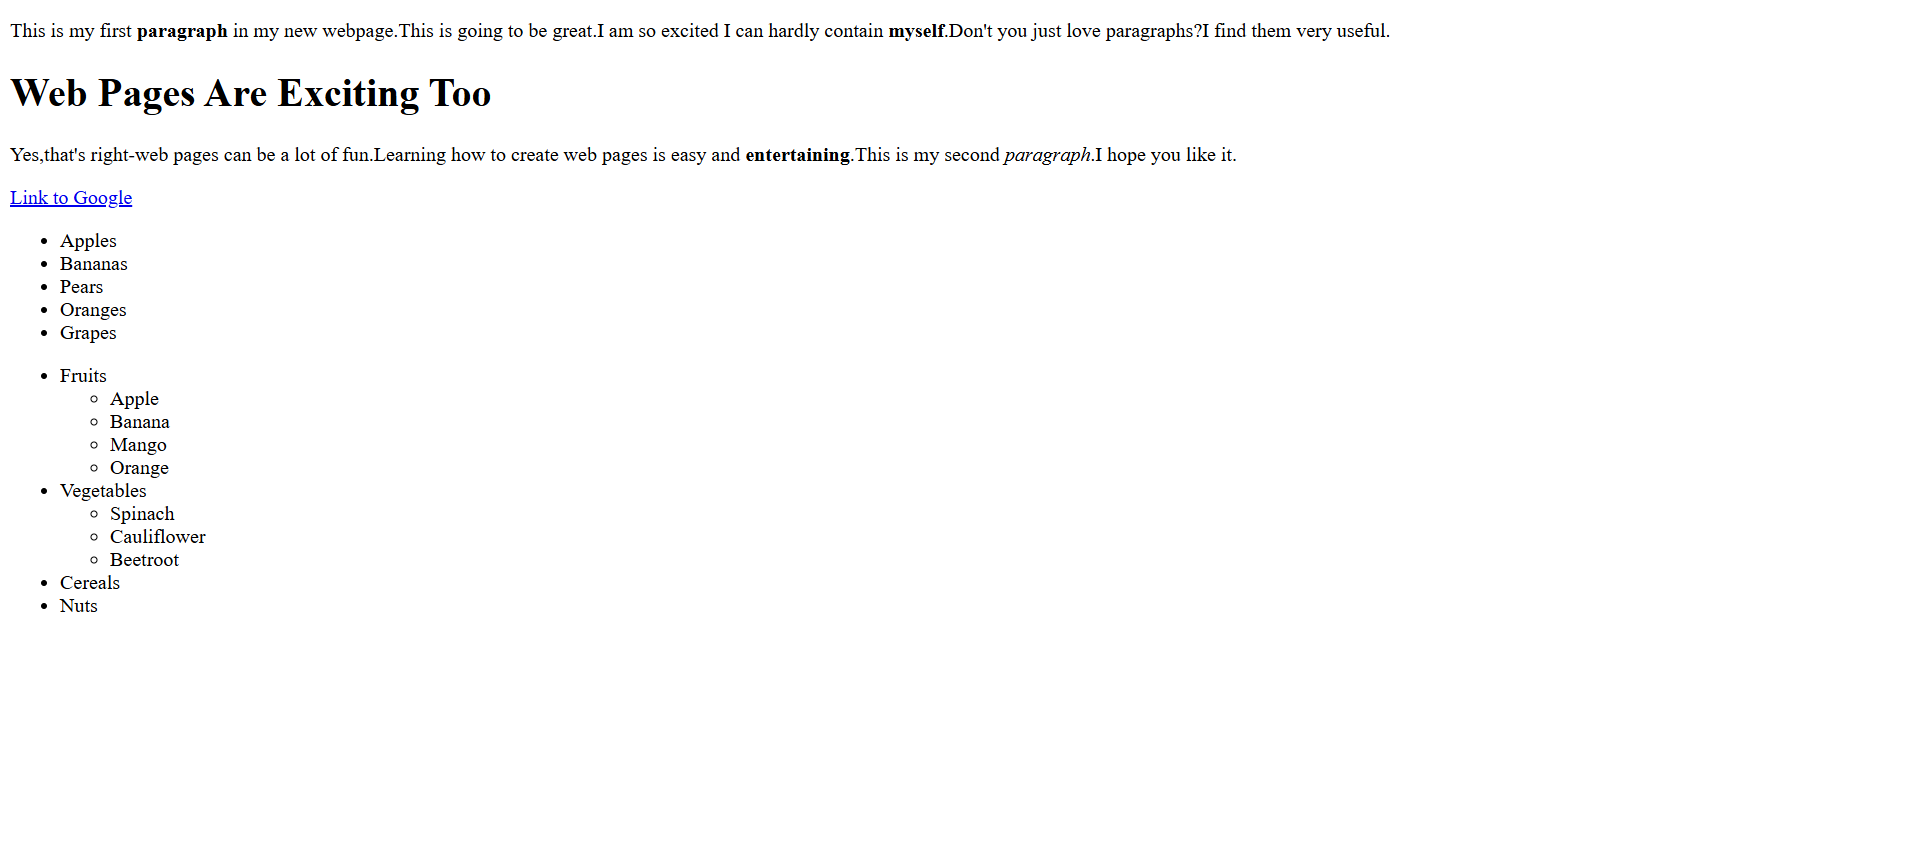 This is my first paragraph in my new webpage.This is going to be great.I am so excited I can hardly contain myself.Don't you just love paragraphs?I find them very useful.
Web Pages Are Exciting Too
Yes,that's right-web pages can be a lot of fun.Learning how to create web pages is easy and entertaining.This is my second paragraph.I hope you like it.
Link to Google
Apples
Bananas
Pears
Oranges
Grapes
Fruits
Apple
Banana
Mango
Orange
Vegetables
Spinach
Cauliflower
Beetroot
Cereals
Nuts